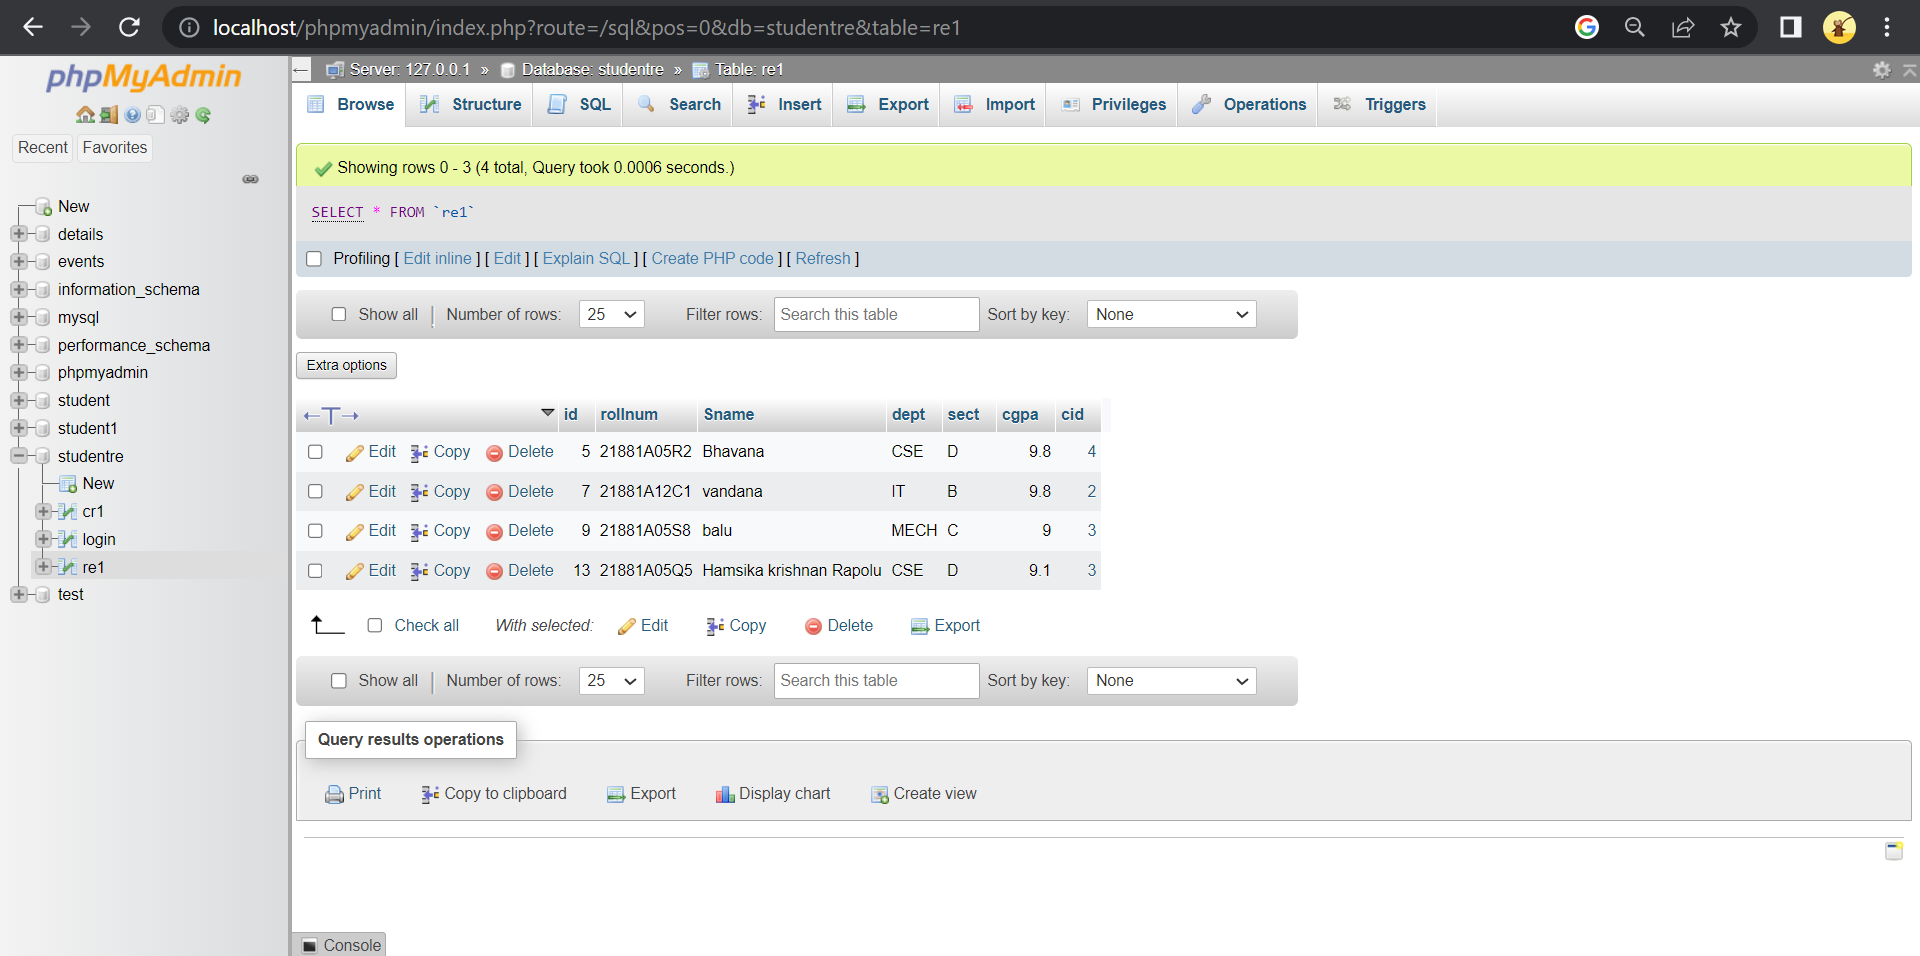 localhost/phpmyadmin/index.php?route=/sql&pos=0&db=studentre&table=re1
phpMyAdmin
Recent Favorites
New
details
events
information_schema
mysql
performance_schema
phpmyadmin
student
student1
studentre
New
cr1
login
re1
test
Server: 127.0.0.1 » Database: studentre » Table: re1
Browse Structure SQL Search Insert Export Import Privileges Operations Triggers
Showing rows 0 - 3 (4 total, Query took 0.0006 seconds.)
SELECT * FROM `re1`
Profiling [ Edit inline ] [ Edit ] [ Explain SQL ] [ Create PHP code ] [ Refresh ]
Show all | Number of rows: 25 Filter rows: Search this table Sort by key: None
Extra options
←T→ id rollnum Sname dept sect cgpa cid
Edit Copy Delete 5 21881A05R2 Bhavana CSE D 9.8 4
Edit Copy Delete 7 21881A12C1 vandana IT B 9.8 2
Edit Copy Delete 9 21881A05S8 balu MECH C 9 3
Edit Copy Delete 13 21881A05Q5 Hamsika krishnan Rapolu CSE D 9.1 3
Check all With selected: Edit Copy Delete Export
Show all | Number of rows: 25 Filter rows: Search this table Sort by key: None
Query results operations
Print Copy to clipboard Export Display chart Create view
Console